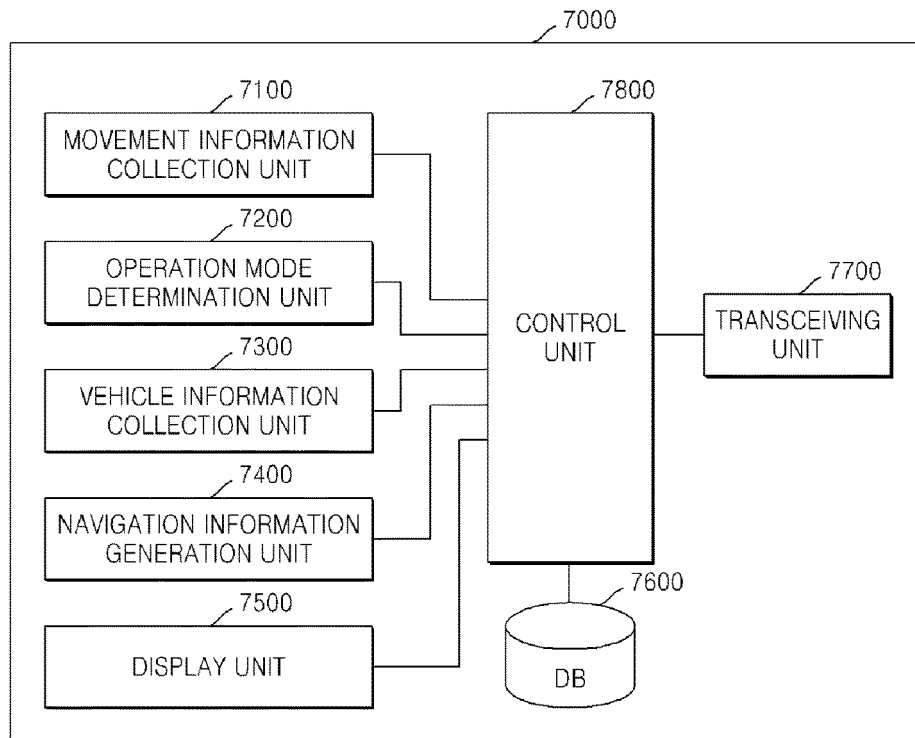 7000
7100
MOVEMENT INFORMATION
COLLECTION UNIT
7200
OPERATION MODE
DETERMINATION UNIT
7300
VEHICLE INFORMATION
COLLECTION UNIT
7400
NAVIGATION INFORMATION
GENERATION UNIT
7500
DISPLAY UNIT
7800
CONTROL
UNIT
7700
TRANSCEIVING
UNIT
7600
DB